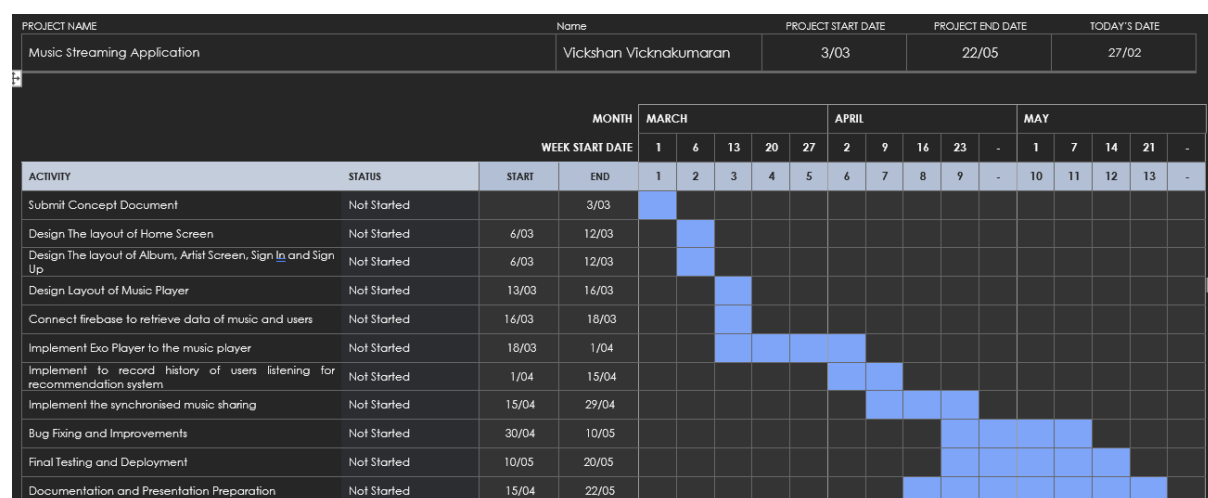 PROJECT NAME Name PROJECT START DATE PROJECT END DATE TODAY'S DATE
Music Streaming Application Vickshan Vicknakumaran 3/03 22/05 27/02
MONTH MARCH APRIL MAY
WEEK START DATE 1 6 13 20 27 2 9 16 23 - 1 7 14 21 -
ACTIVITY STATUS START END 1 2 3 4 5 6 7 8 9 - 10 11 12 13 -
Submit Concept Document Not Started 3/03
Design The layout of Home Screen Not Started 6/03 12/03
Design The layout of Album, Artist Screen, Sign In and Sign
Up Not Started 6/03 12/03
Design Layout of Music Player Not Started 13/03 16/03
Connect firebase to retrieve data of music and users Not Started 16/03 18/03
Implement Exo Player to the music player Not Started 18/03 1/04
Implement to record history of users listening for
recommendation system Not Started 1/04 15/04
Implement the synchronised music sharing Not Started 15/04 29/04
Bug Fixing and Improvements Not Started 30/04 10/05
Final Testing and Deployment Not Started 10/05 20/05
Documentation and Presentation Preparation Not Started 15/04 22/05